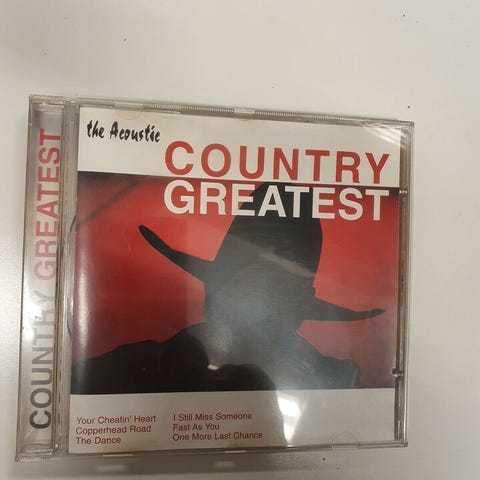 COUNTRY GREATEST
the Acoustic
COUNTRY
GREATEST
Your Cheatin' Heart
Copperhead Road
The Dance
I Still Miss Someone
Fast As You
One More Last Chance